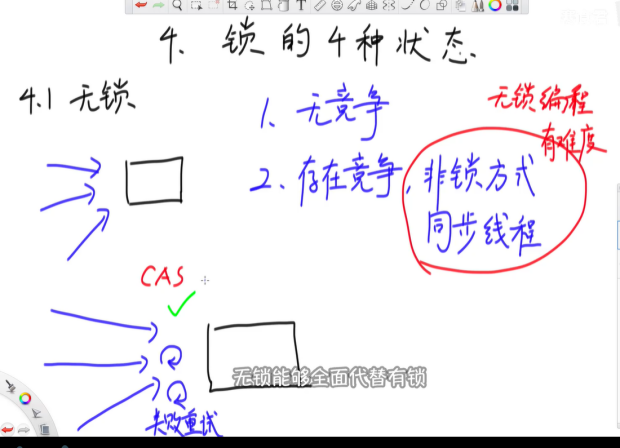 4. 锁的4种状态
4.1 无锁
1、无竞争
无锁编程
有难度
2、存在竞争,非锁方式
同步线程
CAS
无锁能够全面代替有锁
失败重试